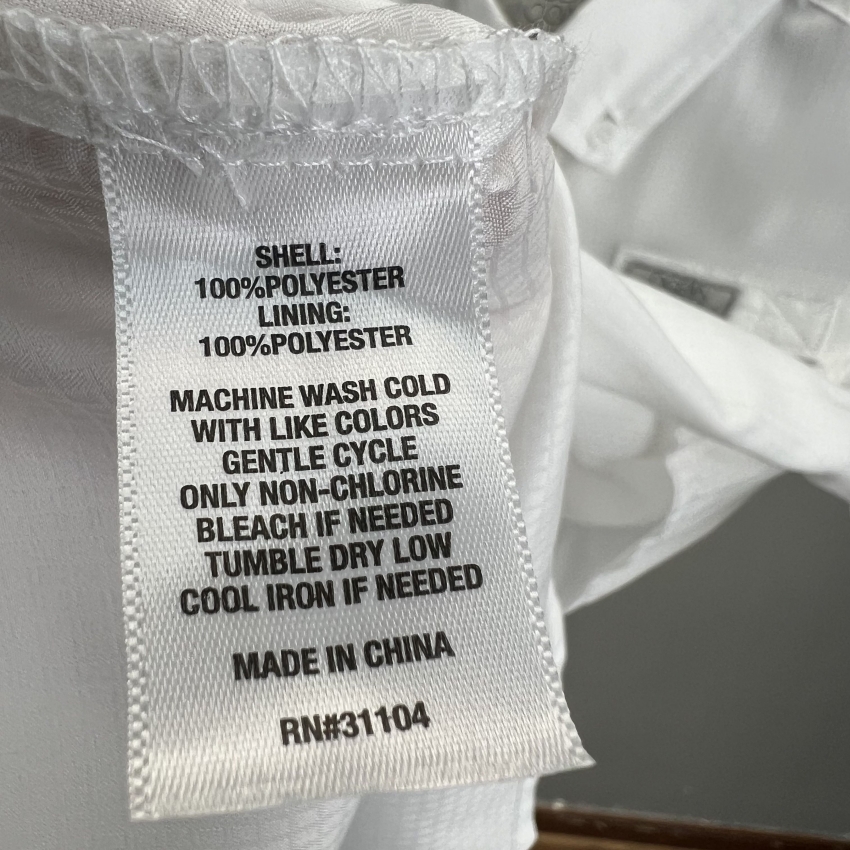 SHELL:
100%POLYESTER
LINING:
100%POLYESTER
MACHINE WASH COLD
WITH LIKE COLORS
GENTLE CYCLE
ONLY NON-CHLORINE
BLEACH IF NEEDED
TUMBLE DRY LOW
COOL IRON IF NEEDED
MADE IN CHINA
RN#31104